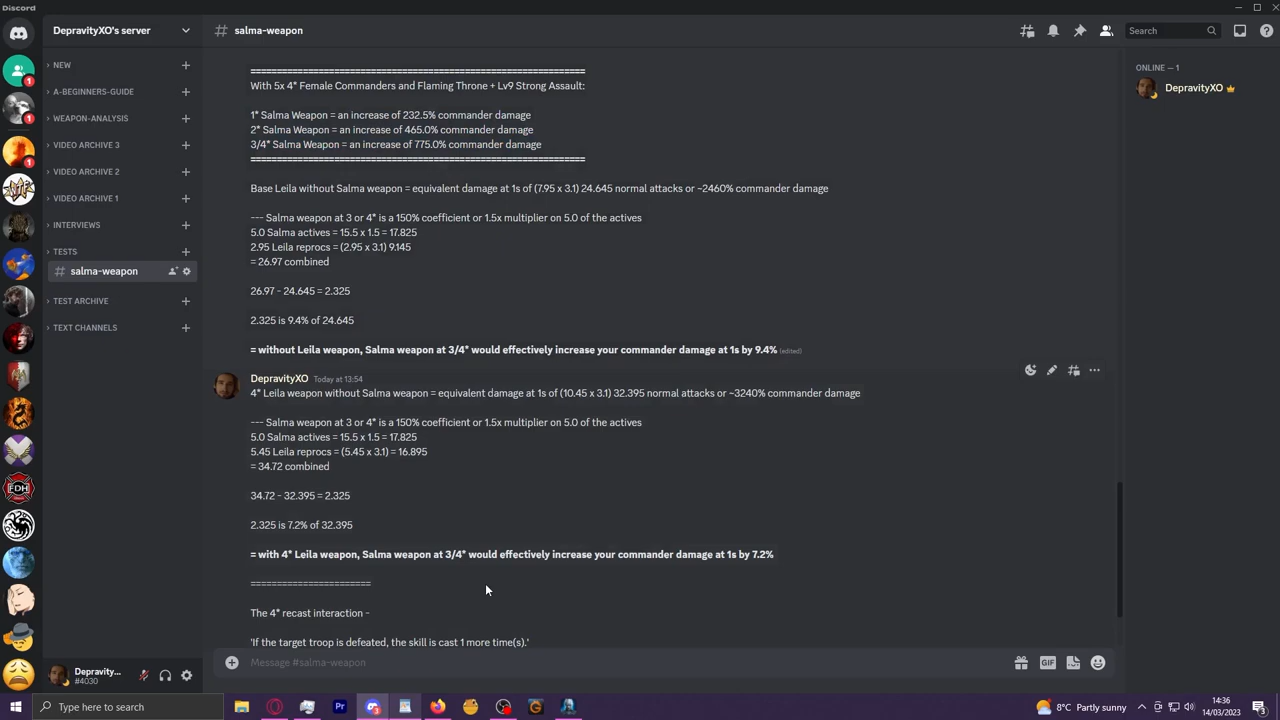 Discord
DepravityXO's server
salma-weapon
Search
NEW
A-BEGINNERS-GUIDE
WEAPON-ANALYSIS
VIDEO ARCHIVE 3
VIDEO ARCHIVE 2
VIDEO ARCHIVE 1
INTERVIEWS
TESTS
salma-weapon
TEST ARCHIVE
TEXT CHANNELS
=========================================================
With 5x 4* Female Commanders and Flaming Throne + Lv9 Strong Assault:
1* Salma Weapon = an increase of 232.5% commander damage
2* Salma Weapon = an increase of 465.0% commander damage
3/4* Salma Weapon = an increase of 775.0% commander damage
=========================================================
Base Leila without Salma weapon = equivalent damage at 1s of (7.95 x 3.1) 24.645 normal attacks or ~2460% commander damage
--- Salma weapon at 3 or 4* is a 150% coefficient or 1.5x multiplier on 5.0 of the actives
5.0 Salma actives = 15.5 x 1.5 = 17.825
2.95 Leila reprocs = (2.95 x 3.1) 9.145
= 26.97 combined
26.97 - 24.645 = 2.325
2.325 is 9.4% of 24.645
= without Leila weapon, Salma weapon at 3/4* would effectively increase your commander damage at 1s by 9.4% (edited)
DepravityXO Today at 13:54
4* Leila weapon without Salma weapon = equivalent damage at 1s of (10.45 x 3.1) 32.395 normal attacks or ~3240% commander damage
--- Salma weapon at 3 or 4* is a 150% coefficient or 1.5x multiplier on 5.0 of the actives
5.0 Salma actives = 15.5 x 1.5 = 17.825
5.45 Leila reprocs = (5.45 x 3.1) = 16.895
= 34.72 combined
34.72 - 32.395 = 2.325
2.325 is 7.2% of 32.395
= with 4* Leila weapon, Salma weapon at 3/4* would effectively increase your commander damage at 1s by 7.2%
=======================
The 4* recast interaction -
'If the target troop is defeated, the skill is cast 1 more time(s).'
Message #salma-weapon
GIF
ONLINE — 1
DepravityXO
Depravity...
#4030
FDH
1
1
1
Type here to search
Pr
8°C Partly sunny
14:36
14/03/2023